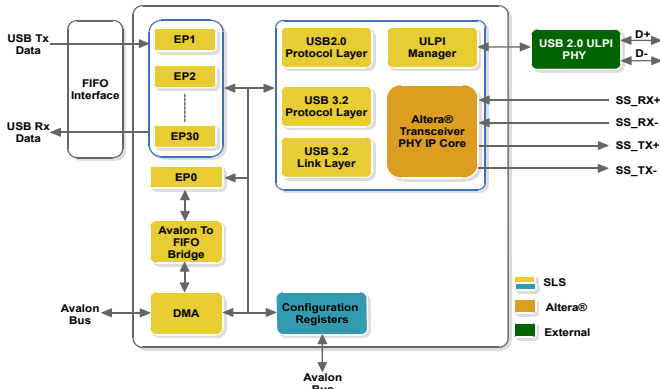 USB Tx
Data
FIFO
Interface
USB Rx
Data
EP1
EP2
EP30
EP0
Avalon To
FIFO
Bridge
DMA
Avalon
Bus
USB2.0
Protocol Layer
ULPI
Manager
USB 3.2
Protocol Layer
Altera®
Transceiver
PHY IP Core
USB 3.2
Link Layer
Configuration
Registers
Avalon
Bus
USB 2.0 ULPI
PHY
D+
D-
SS_RX+
SS_RX-
SS_TX+
SS_TX-
SLS
Altera®
External